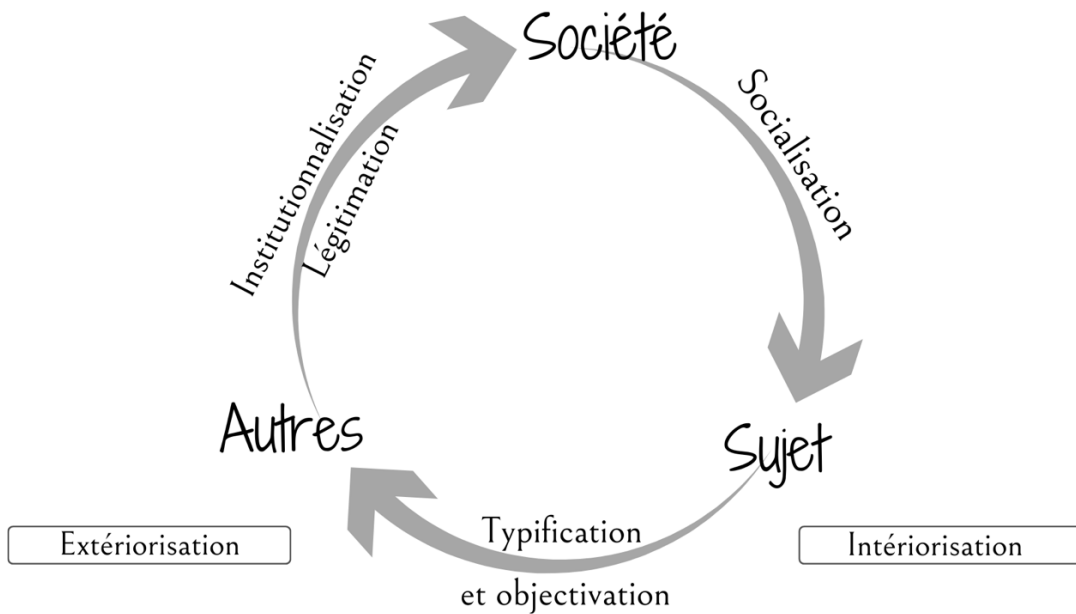 Société
Institutionnalisation
Légitimation
Socialisation
Autres
Sujet
Typification
et objectivation
Extériorisation
Intériorisation